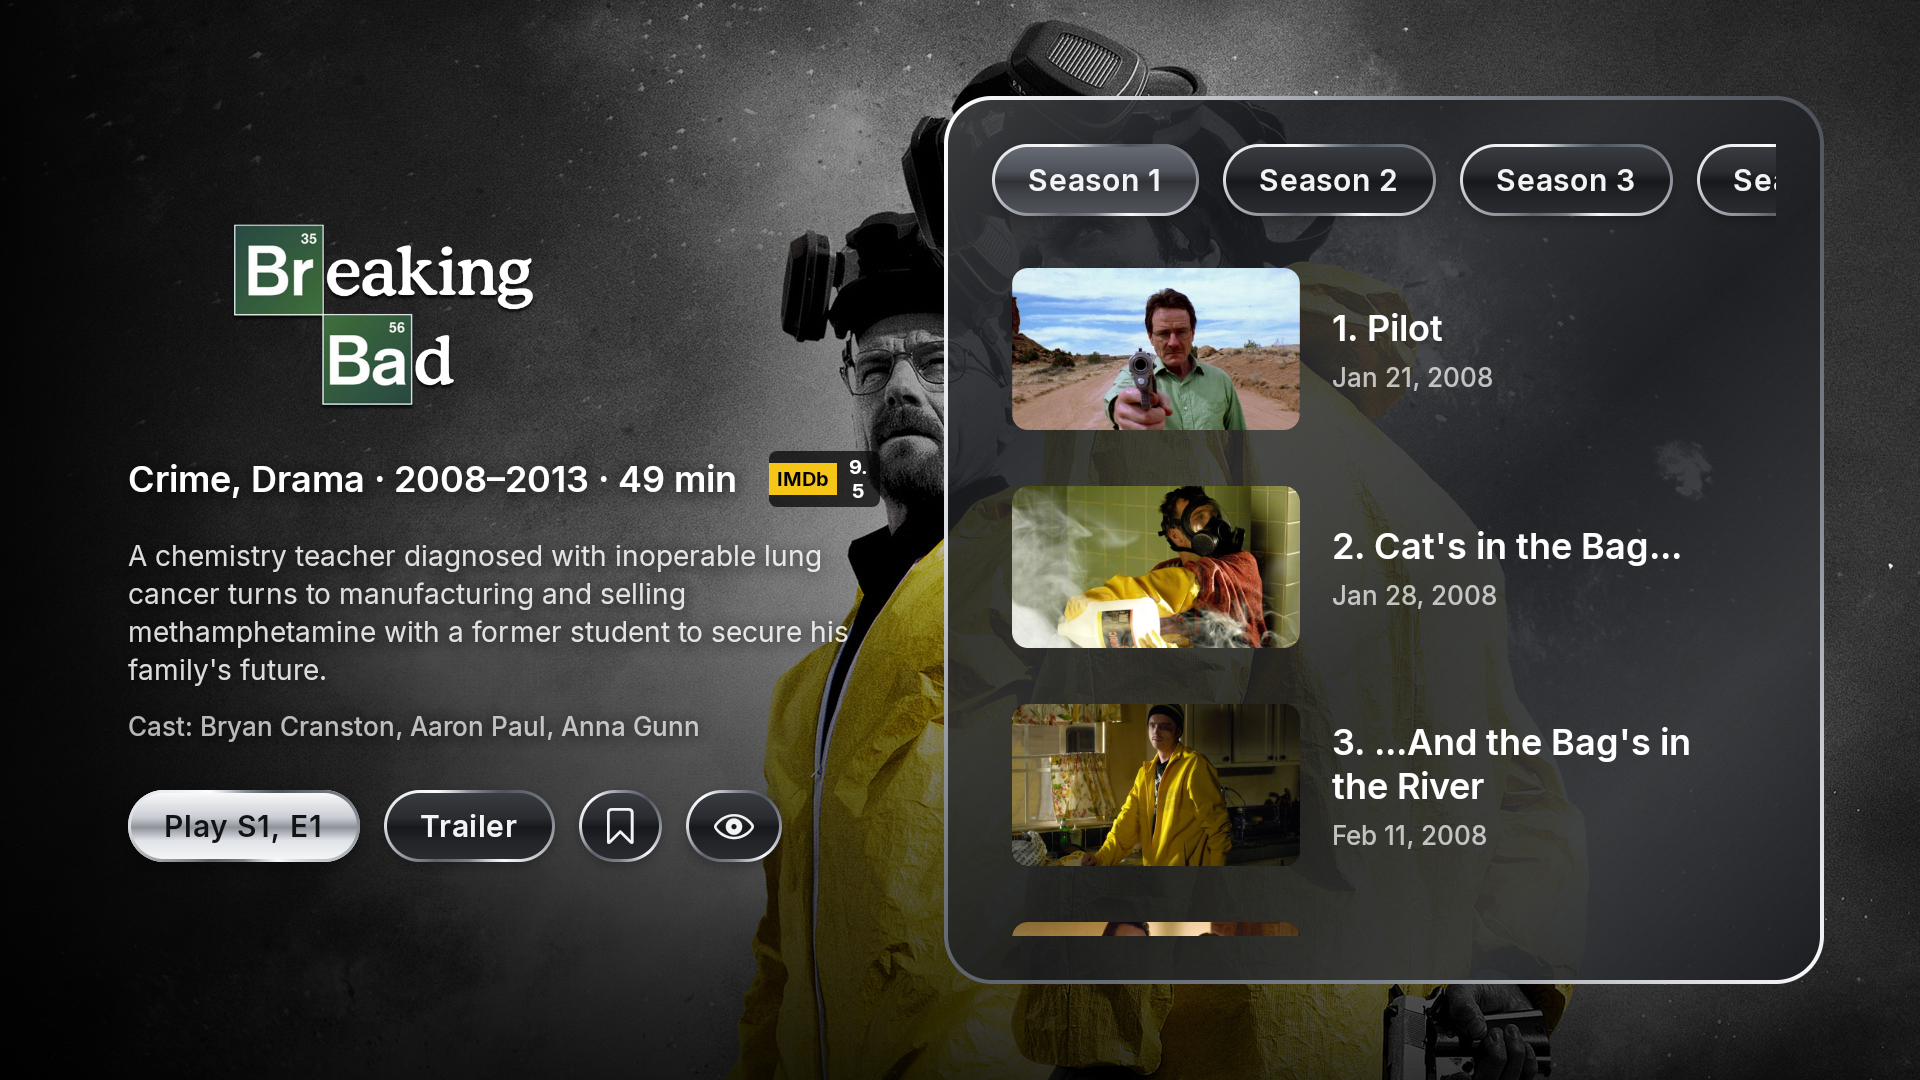 35
Breaking
56
Bad
Crime, Drama · 2008–2013 · 49 min
IMDb
9.
5
A chemistry teacher diagnosed with inoperable lung
cancer turns to manufacturing and selling
methamphetamine with a former student to secure his
family's future.
Cast: Bryan Cranston, Aaron Paul, Anna Gunn
Play S1, E1
Trailer
Season 1
Season 2
Season 3
1. Pilot
Jan 21, 2008
2. Cat's in the Bag...
Jan 28, 2008
3. ...And the Bag's in
the River
Feb 11, 2008